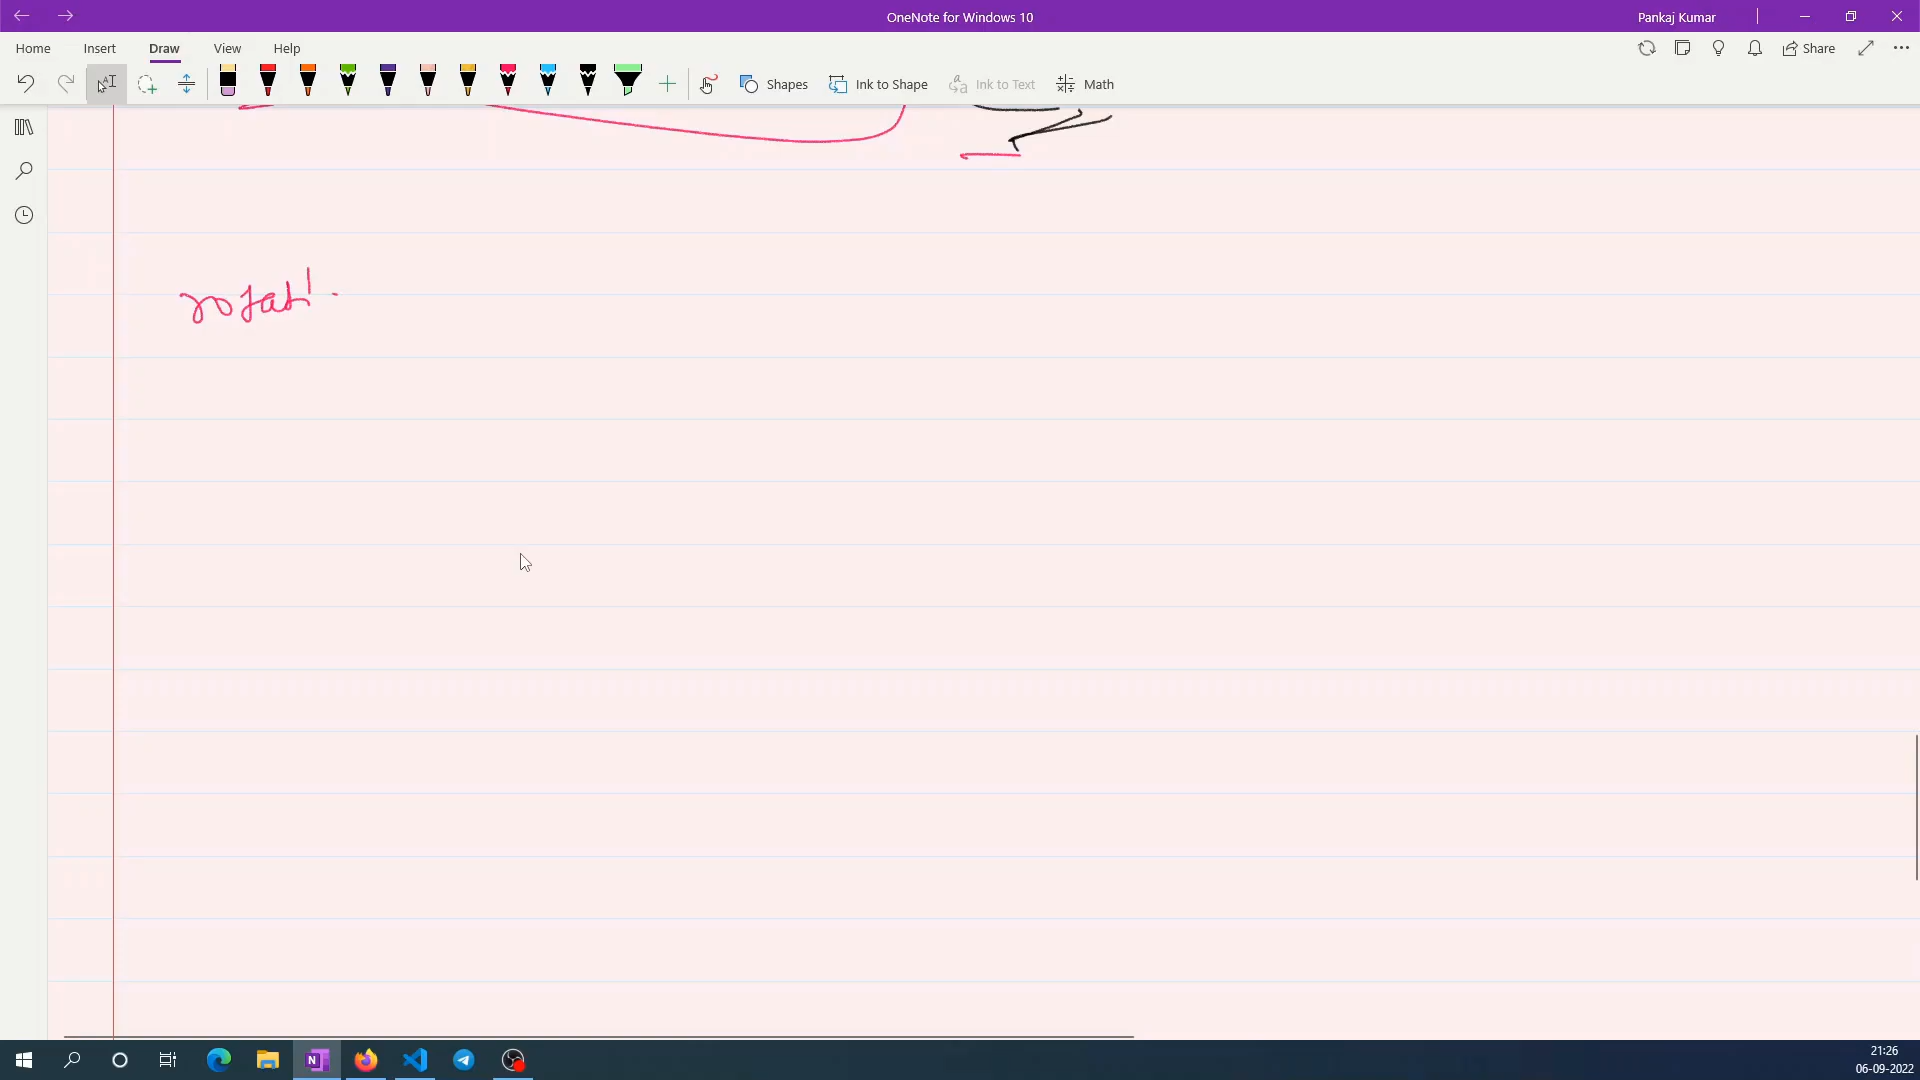 OneNote for Windows 10
Pankaj Kumar
Home Insert Draw View Help
Share
Shapes Ink to Shape Ink to Text Math
21:26
06-09-2022